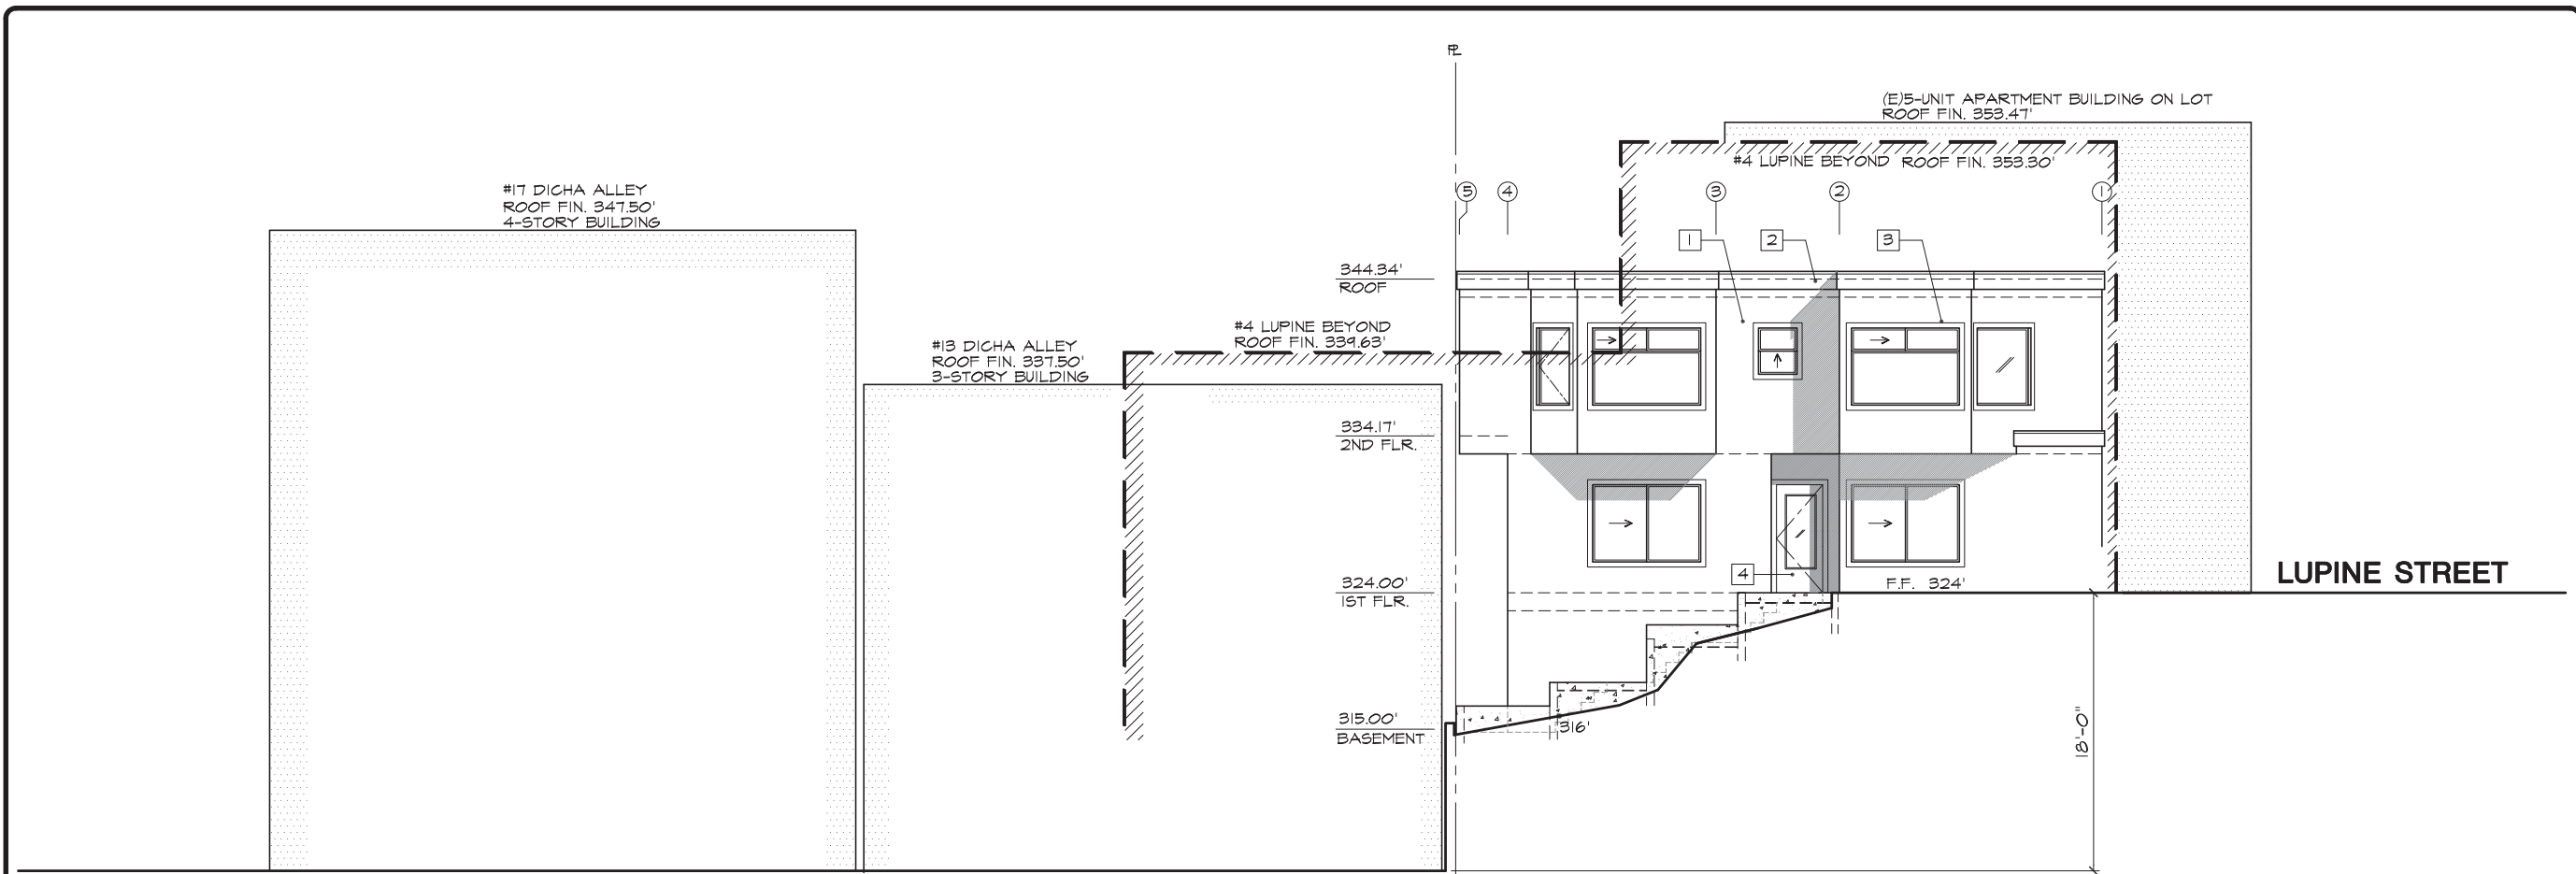 PL
(E)5-UNIT APARTMENT BUILDING ON LOT
ROOF FIN. 353.47'
#4 LUPINE BEYOND ROOF FIN. 353.30'
#17 DICHA ALLEY
ROOF FIN. 347.50'
4-STORY BUILDING
5 4 3 2 1
1 2 3
344.34'
ROOF
#4 LUPINE BEYOND
ROOF FIN. 339.63'
#13 DICHA ALLEY
ROOF FIN. 337.50'
3-STORY BUILDING
334.17'
2ND FLR.
4
324.00'
1ST FLR.
F.F. 324'
LUPINE STREET
315.00'
BASEMENT
316'
18'-0"